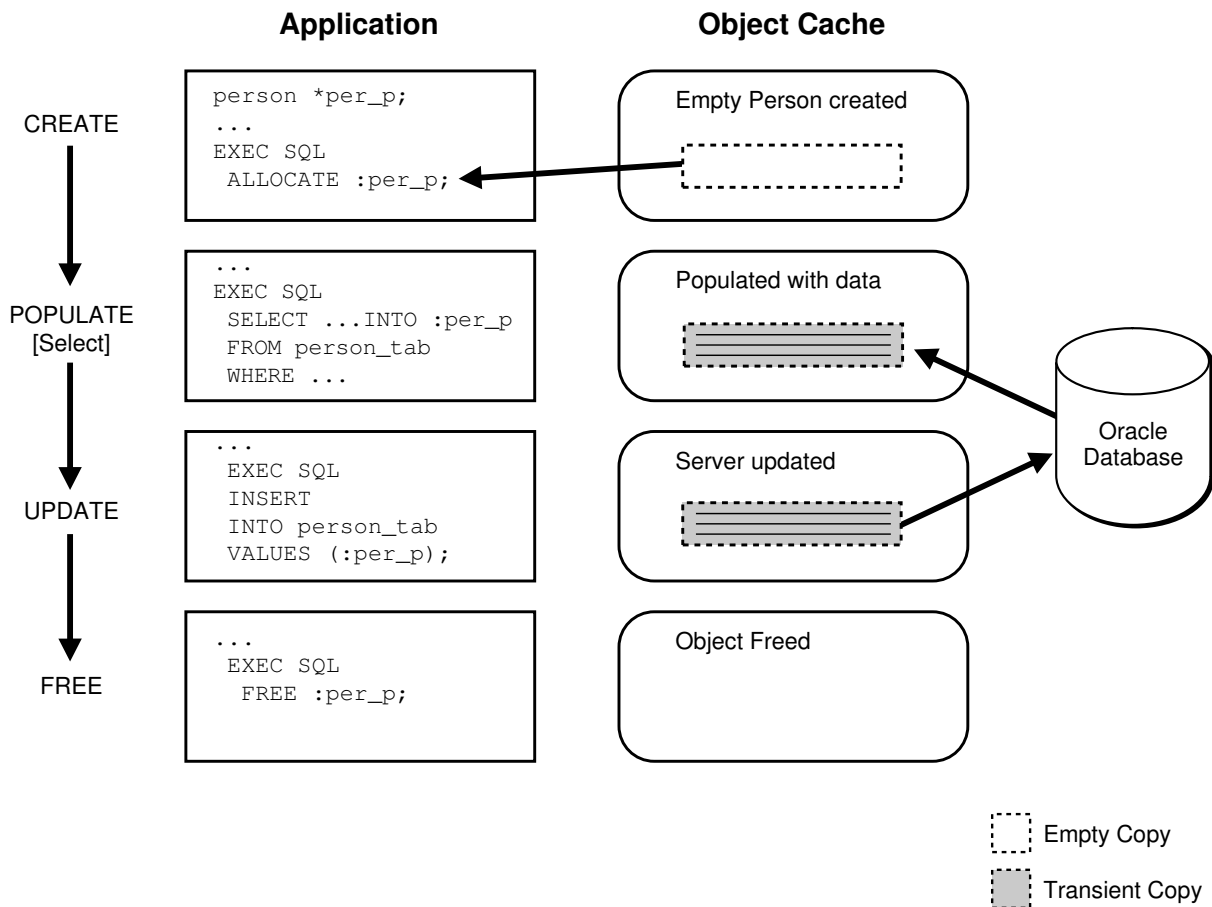 Application
Object Cache
CREATE
person *per_p;
...
EXEC SQL
ALLOCATE :per_p;
Empty Person created
POPULATE
[Select]
...
EXEC SQL
SELECT ...INTO :per_p
FROM person_tab
WHERE ...
Populated with data
Oracle
Database
UPDATE
...
EXEC SQL
INSERT
INTO person_tab
VALUES (:per_p);
Server updated
FREE
...
EXEC SQL
FREE :per_p;
Object Freed
Empty Copy
Transient Copy